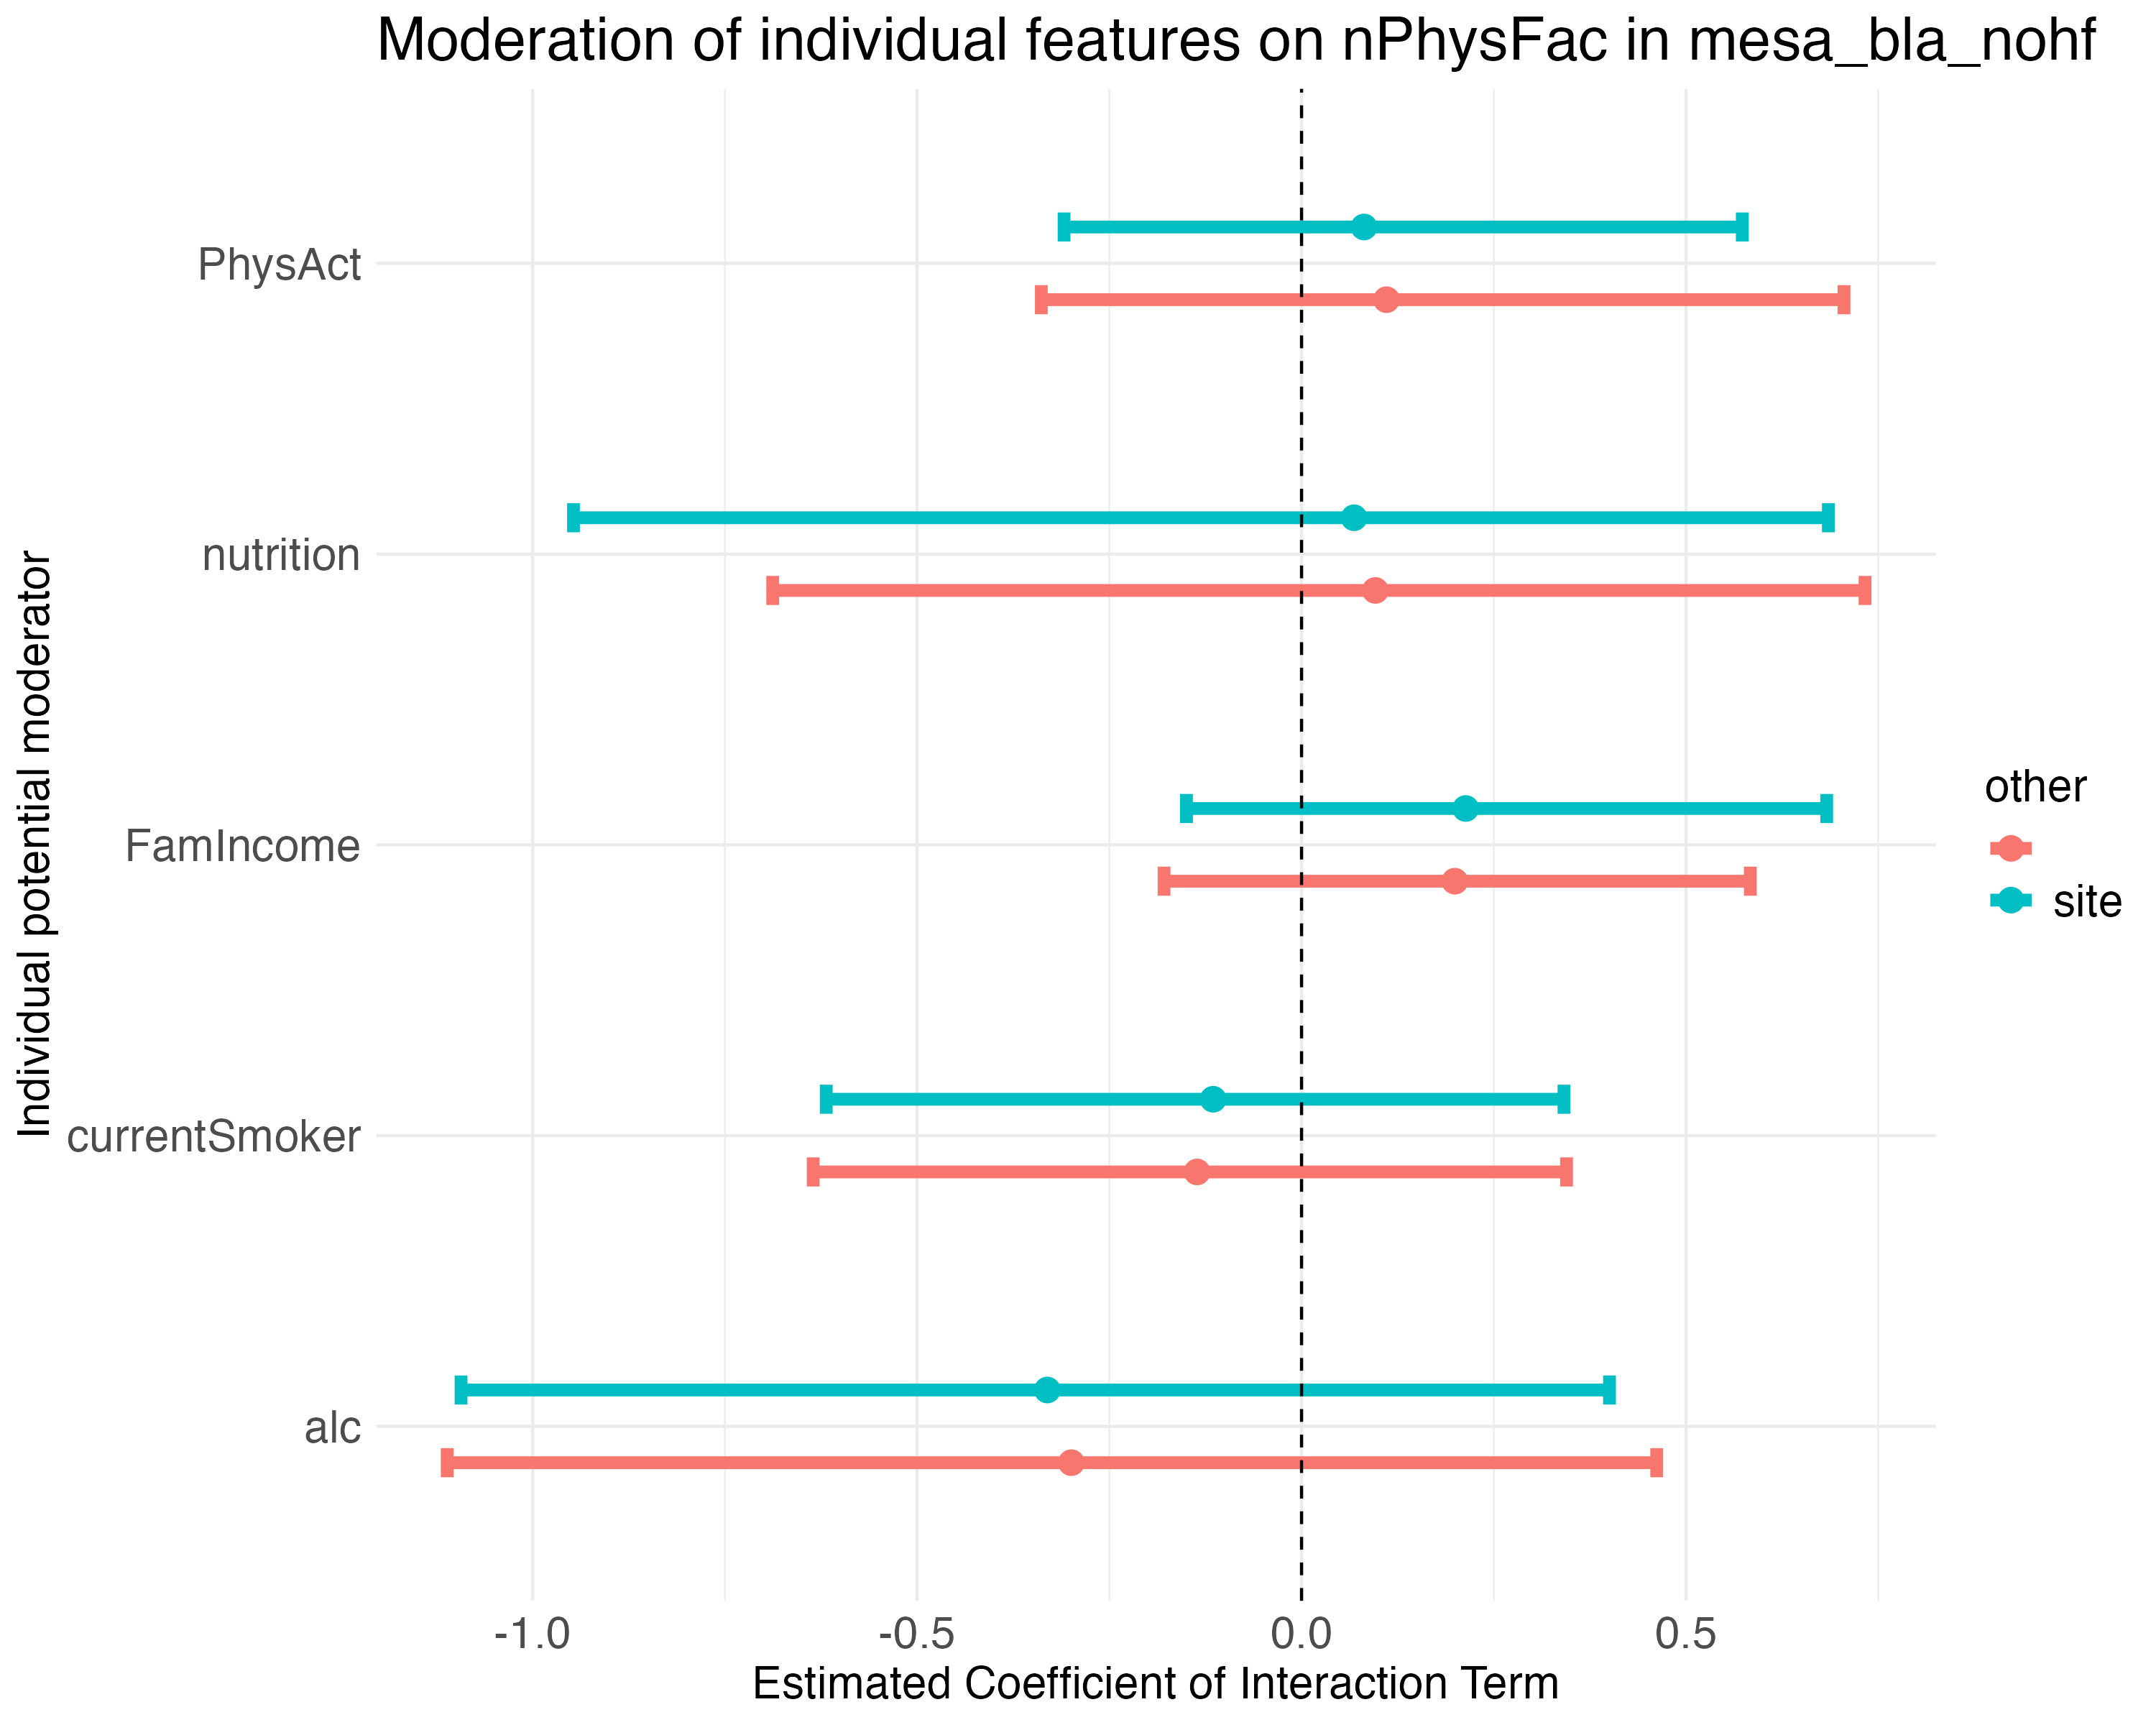 Moderation of individual features on nPhysFac in mesa_bla_nohf
Individual potential moderator
PhysAct
nutrition
FamIncome
currentSmoker
alc
-1.0
-0.5
0.0
0.5
Estimated Coefficient of Interaction Term
other
site